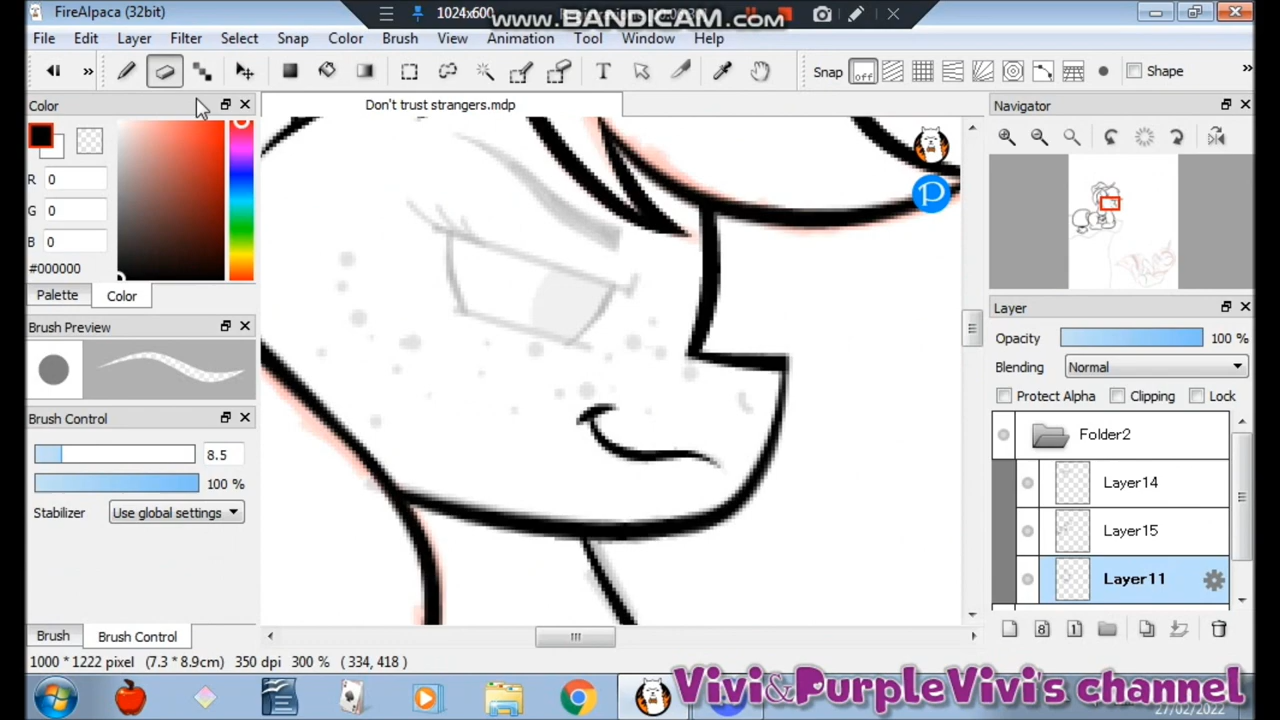 FireAlpaca (32bit)
1024x600
www.BANDICAM.com
File Edit Layer Filter Select Snap Color Brush View Animation Tool Window Help
T Snap off Shape
Color
Don't trust strangers.mdp
Navigator
R 0
G 0
B 0
#000000
Palette Color
Brush Preview
Brush Control
8.5
100 %
Stabilizer Use global settings
Brush Brush Control
P
Layer
Opacity 100 %
Blending Normal
Protect Alpha Clipping Lock
Folder2
Layer14
Layer15
Layer11
8 1
1000 * 1222 pixel (7.3 * 8.9cm) 350 dpi 300 % ( 334, 418 )
Vivi&PurpleVivi's channel
27/02/2022